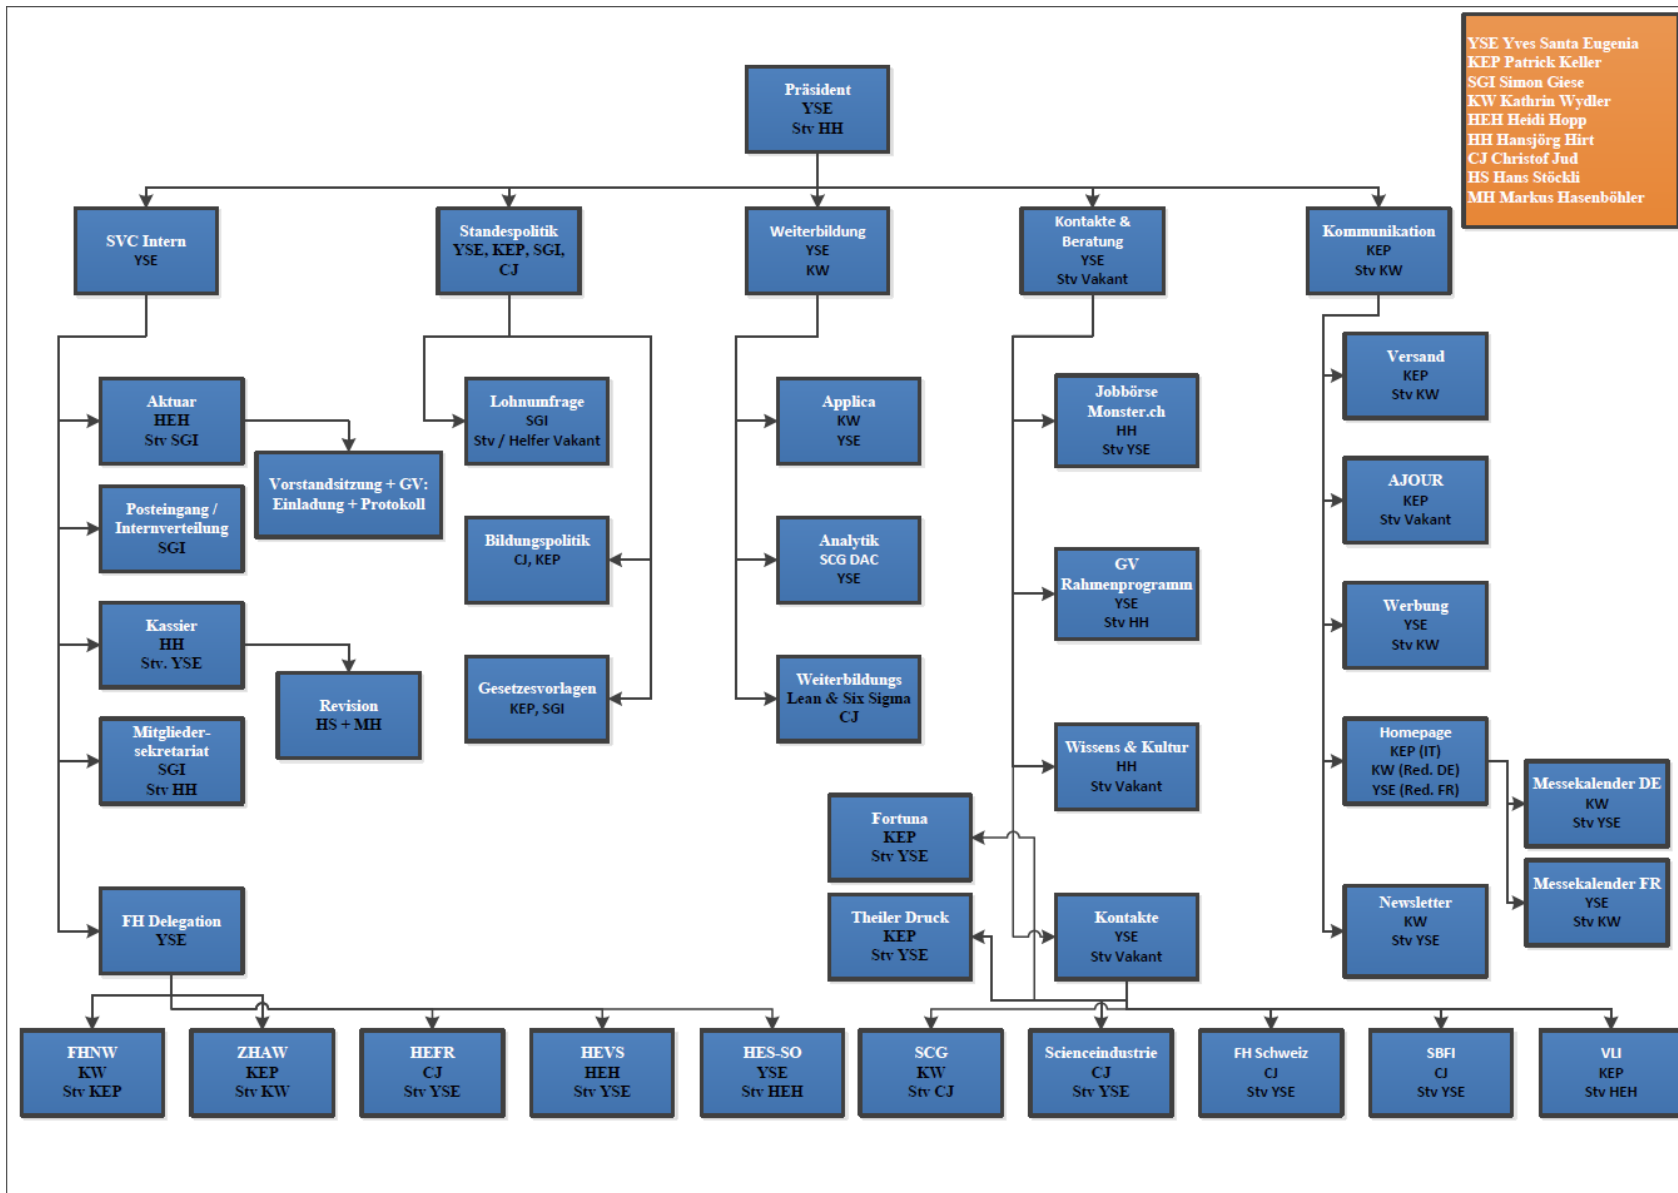 YSE Yves Santa Eugenia
KEP Patrick Keller
SGI Simon Giese
KW Kathrin Wydler
HEH Heidi Hopp
HH Hansjörg Hirt
CJ Christof Jud
HS Hans Stöckli
MH Markus Hasenböhler
Präsident
YSE
Stv HH
SVC Intern
YSE
Standespolitik
YSE, KEP, SGI,
CJ
Weiterbildung
YSE
KW
Kontakte &
Beratung
YSE
Stv Vakant
Kommunikation
KEP
Stv KW
Aktuar
HEH
Stv SGI
Vorstandsitzung + GV:
Einladung + Protokoll
Posteingang /
Internverteilung
SGI
Kassier
HH
Stv. YSE
Revision
HS + MH
Mitglieder-
sekretariat
SGI
Stv HH
FH Delegation
YSE
Lohnumfrage
SGI
Stv / Helfer Vakant
Bildungspolitik
CJ, KEP
Gesetzesvorlagen
KEP, SGI
Applica
KW
YSE
Analytik
SCG DAC
YSE
Weiterbildungs
Lean & Six Sigma
CJ
Jobbörse
Monster.ch
HH
Stv YSE
GV
Rahmenprogramm
YSE
Stv HH
Wissens & Kultur
HH
Stv Vakant
Fortuna
KEP
Stv YSE
Theiler Druck
KEP
Stv YSE
Kontakte
YSE
Stv Vakant
Versand
KEP
Stv KW
AJOUR
KEP
Stv Vakant
Werbung
YSE
Stv KW
Homepage
KEP (IT)
KW (Red. DE)
YSE (Red. FR)
Messekalender DE
KW
Stv YSE
Messekalender FR
YSE
Stv KW
Newsletter
KW
Stv YSE
FHNW
KW
Stv KEP
ZHAW
KEP
Stv KW
HEFR
CJ
Stv YSE
HEVS
HEH
Stv YSE
HES-SO
YSE
Stv HEH
SCG
KW
Stv CJ
Scienceindustrie
CJ
Stv YSE
FH Schweiz
CJ
Stv YSE
SBFI
CJ
Stv YSE
VLI
KEP
Stv HEH